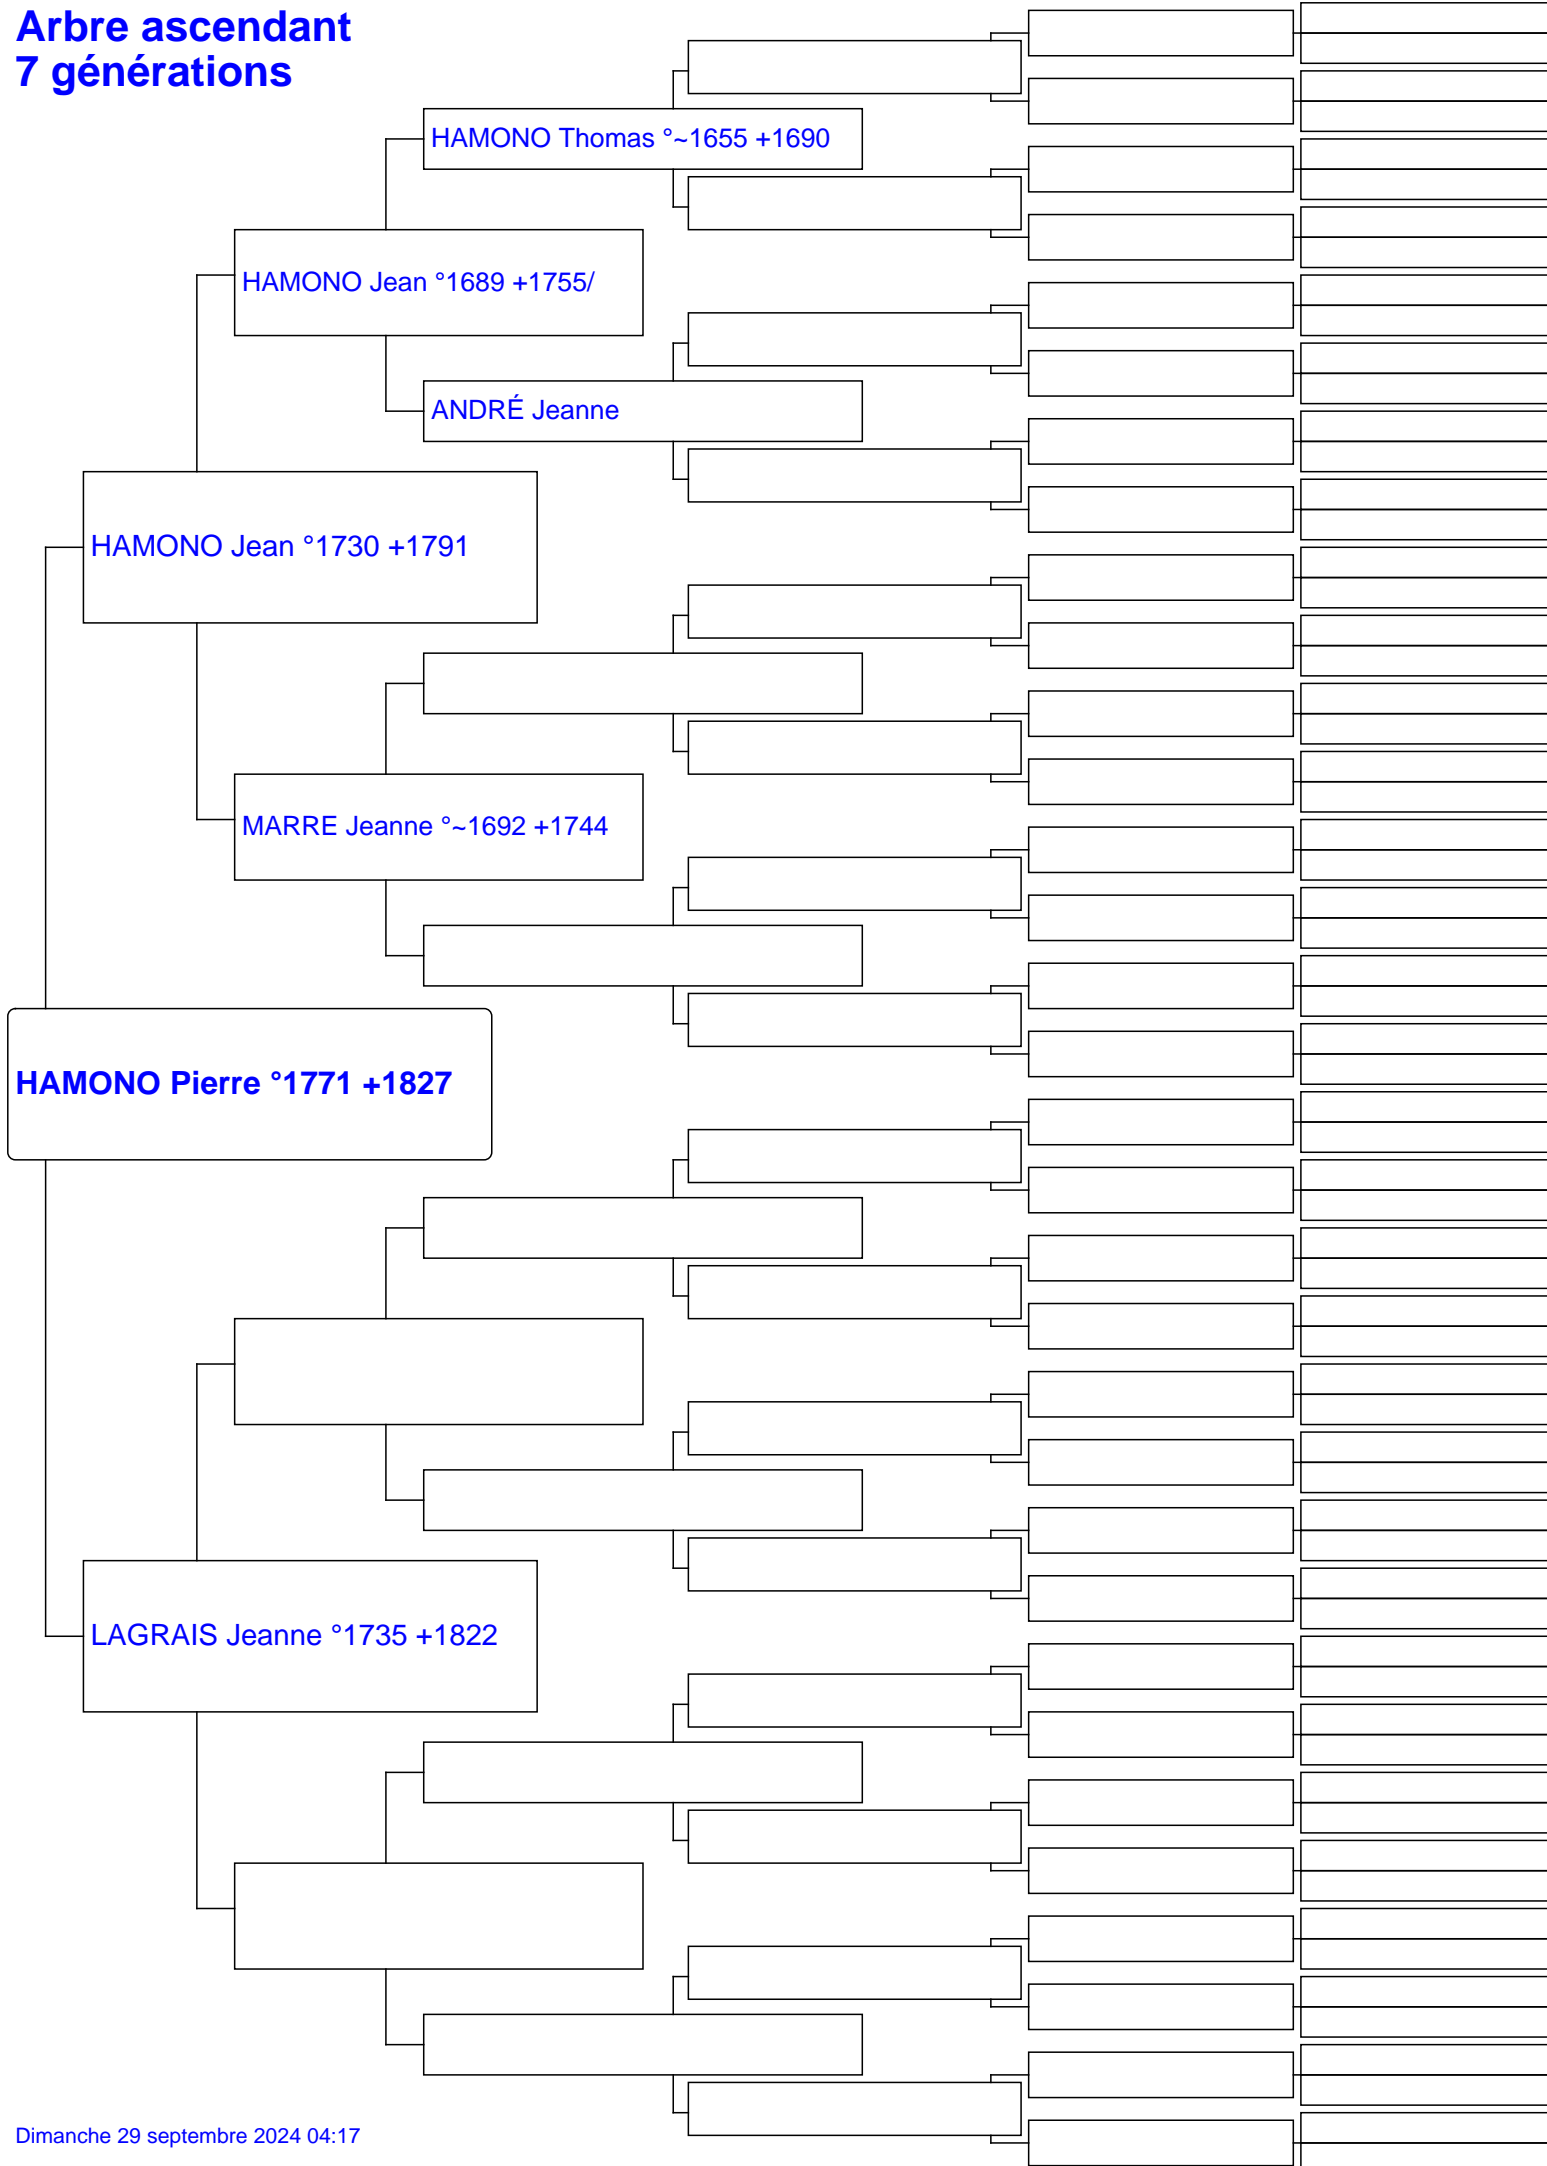 Arbre ascendant
7 générations
HAMONO Thomas °~1655 +1690
HAMONO Jean °1689 +1755/
ANDRÉ Jeanne
HAMONO Jean °1730 +1791
MARRE Jeanne °~1692 +1744
HAMONO Pierre °1771 +1827
LAGRAIS Jeanne °1735 +1822
Dimanche 29 septembre 2024 04:17